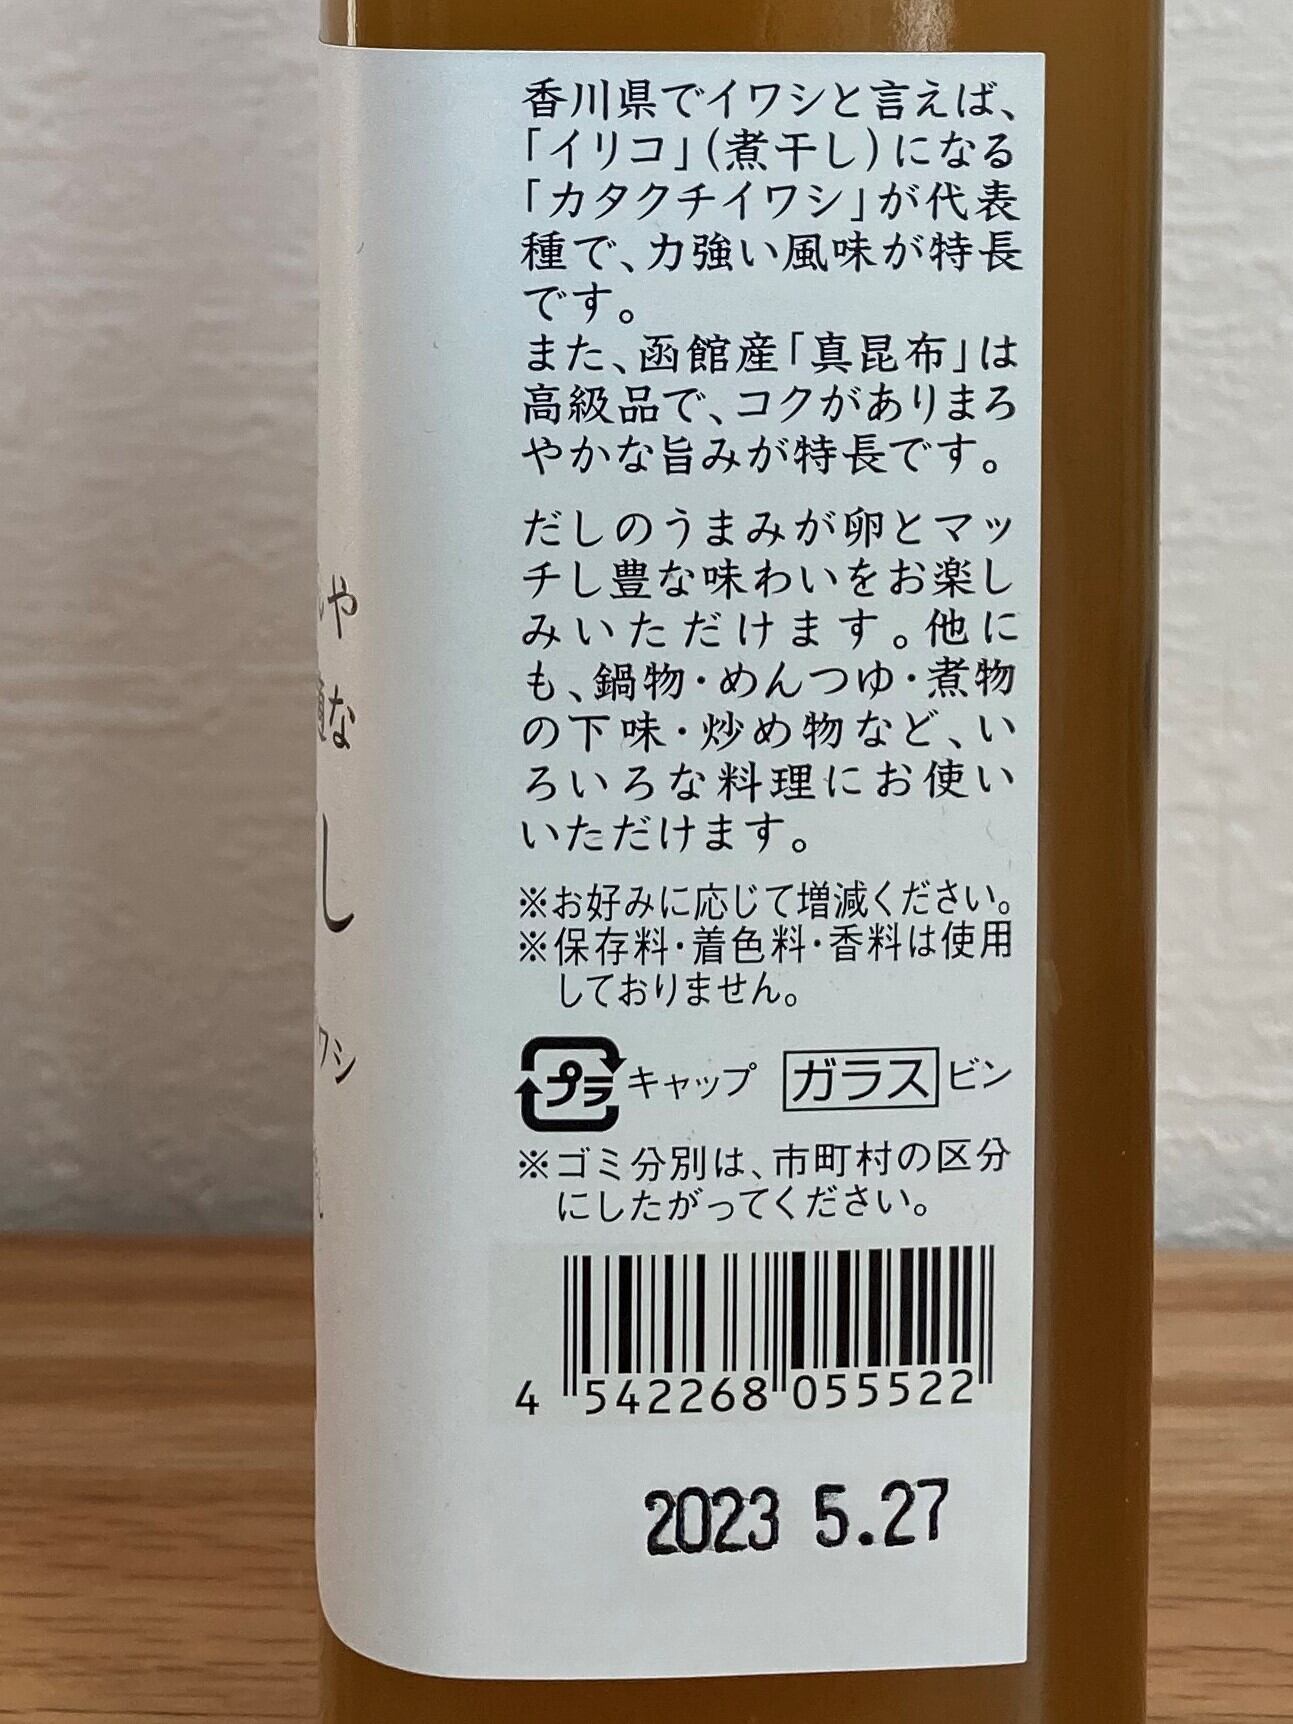 香川県でイワシと言えば、
「イリコ」(煮干し)になる
「カタクチイワシ」が代表
種で、力強い風味が特長
です。
また、函館産「真昆布」は
高級品で、コクがありまろ
やかな旨みが特長です。
だしのうまみが卵とマッ
チし豊な味わいをお楽し
みいただけます。他に
も、鍋物・めんつゆ・煮物
の下味・炒め物など、い
ろいろな料理にお使い
いただけます。
※お好みに応じて増減ください。
※保存料・着色料・香料は使用
しておりません。
プラ キャップ ガラス ビン
※ゴミ分別は、市町村の区分
にしたがってください。
4 542268 055522
2023 5.27
や
な
し
ワシ